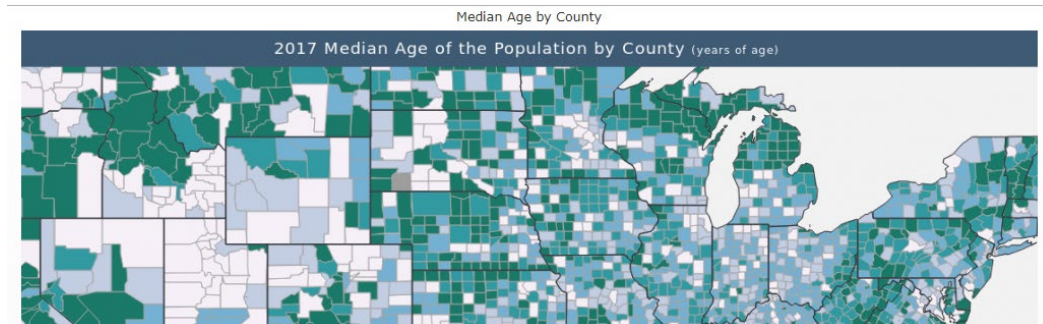 Median Age by County
2017 Median Age of the Population by County (years of age)